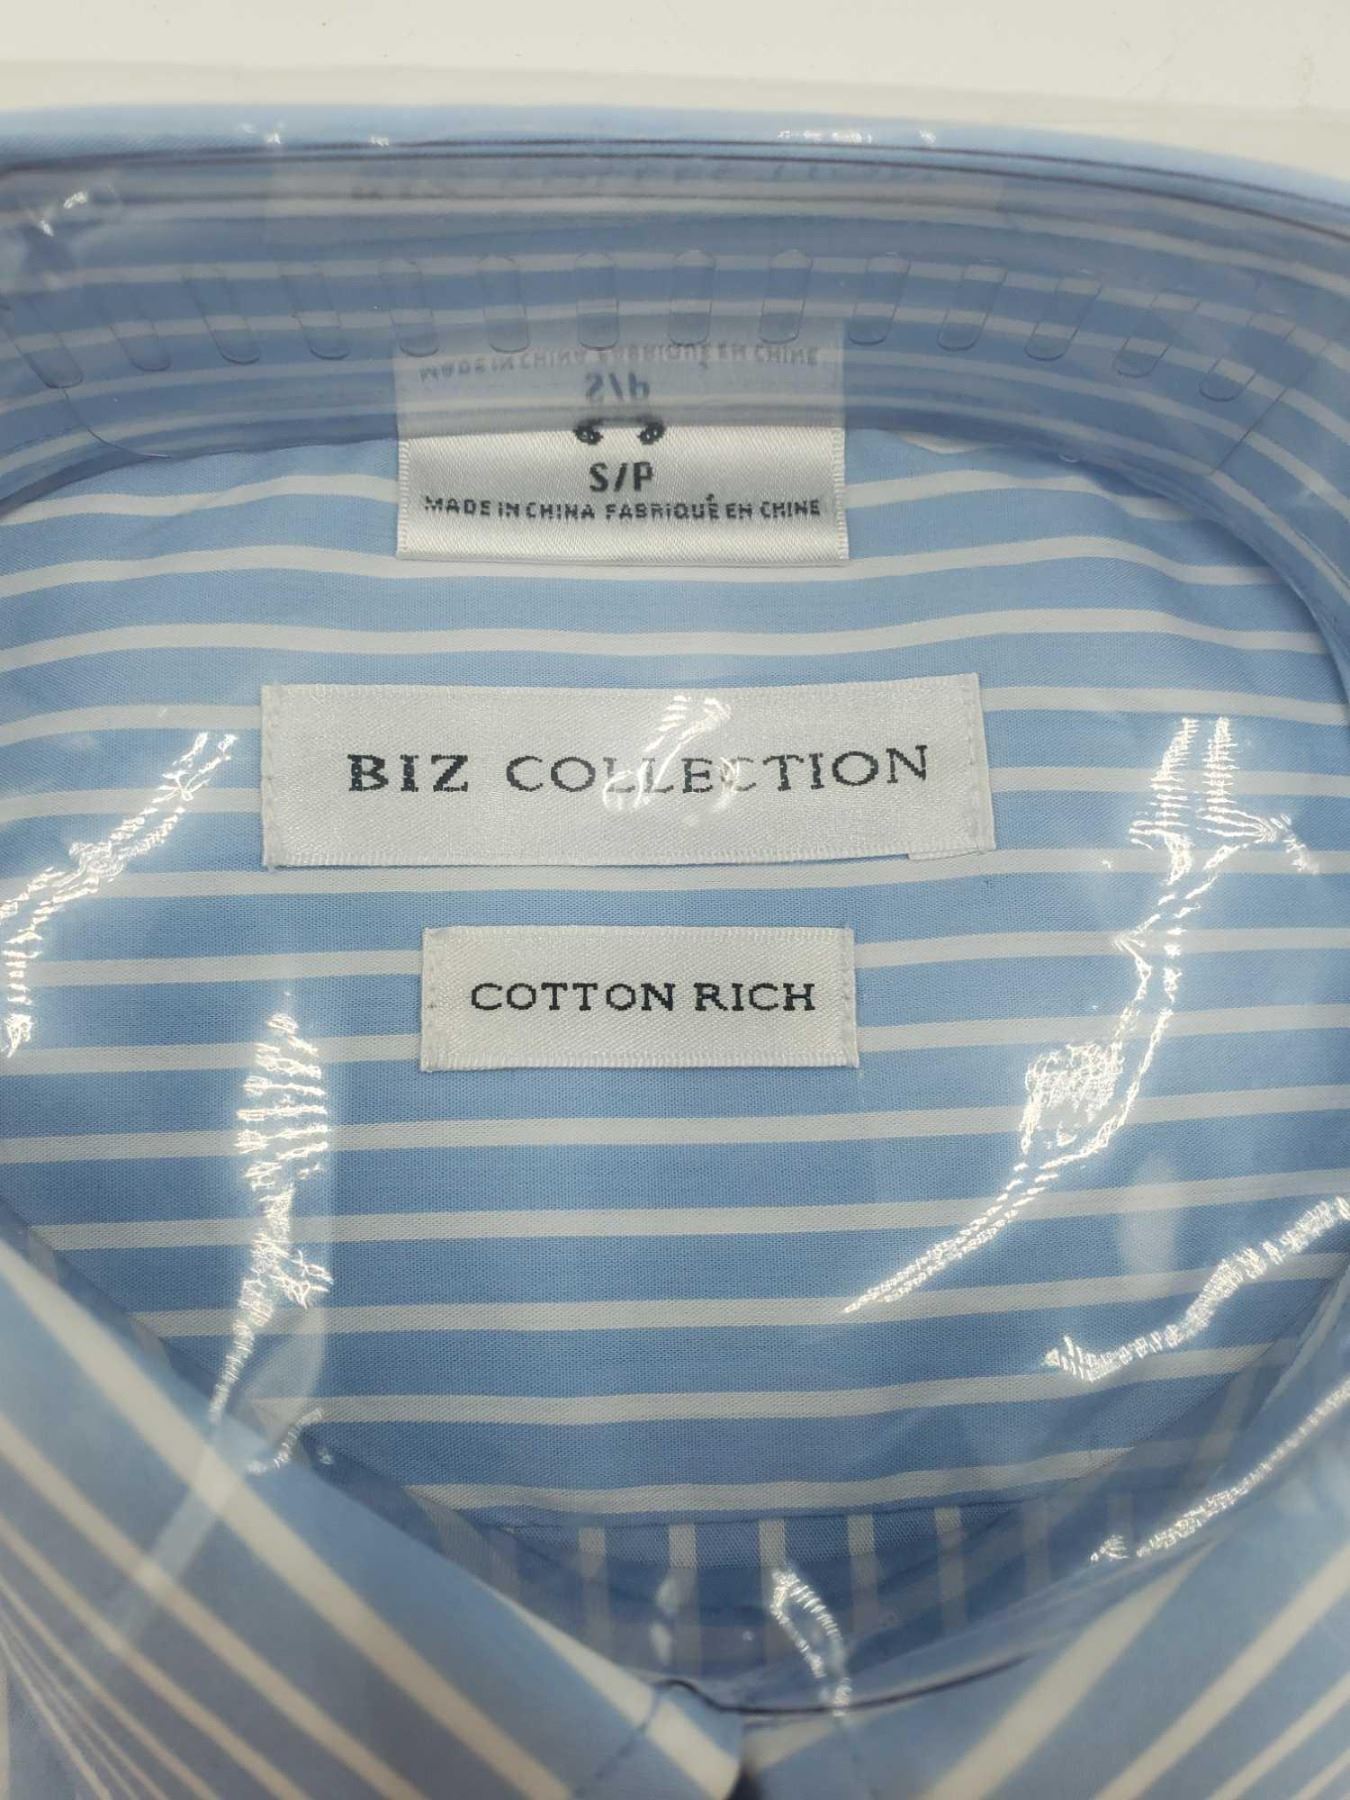 S/P
MADE IN CHINA FABRIQUÉ EN CHINE
BIZ COLLECTION
COTTON RICH